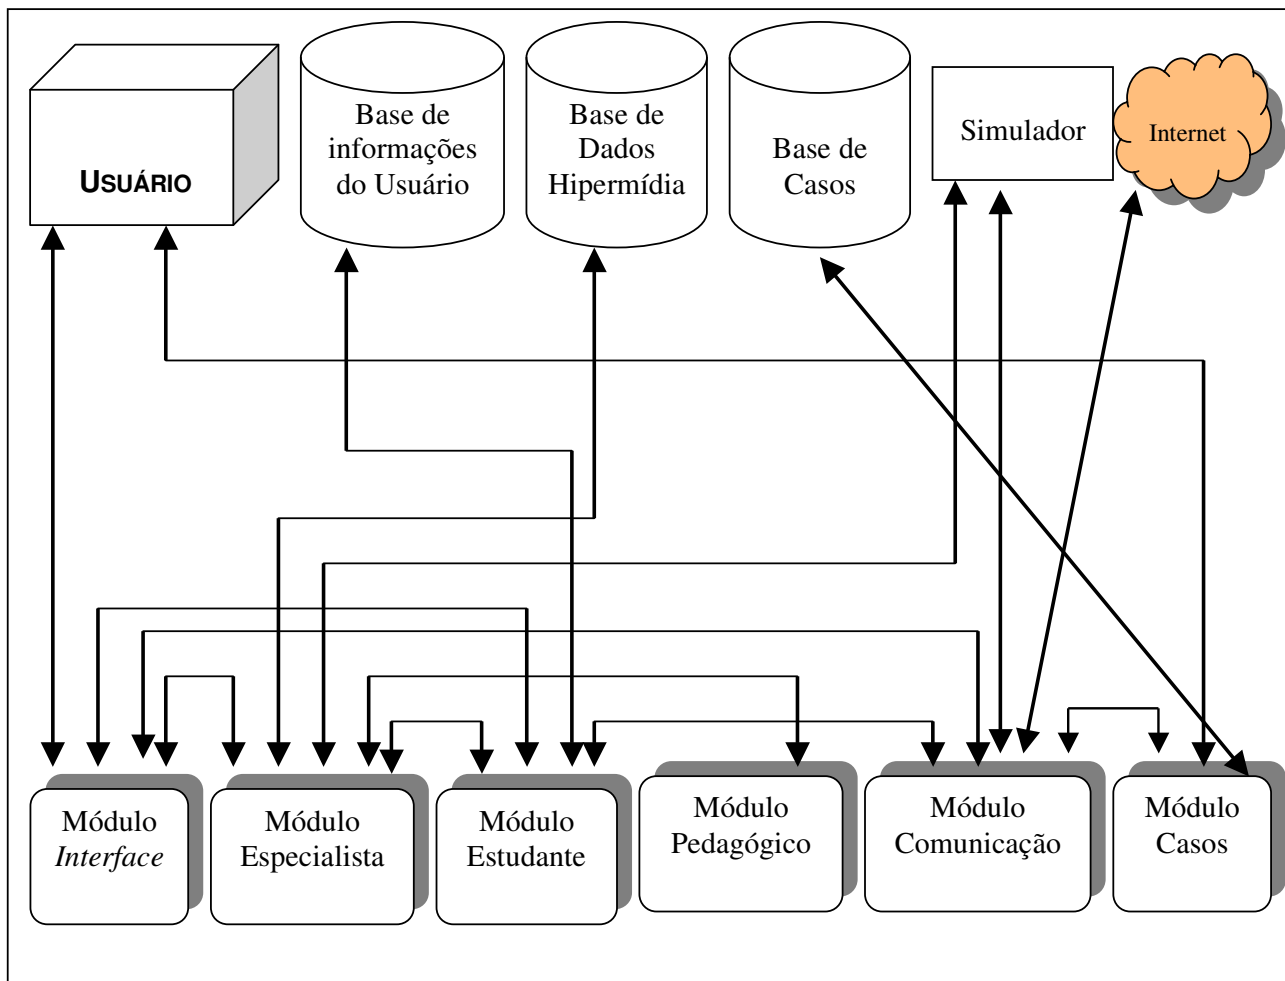 USUÁRIO
Base de
informações
do Usuário
Base de
Dados
Hipermídia
Base de
Casos
Simulador
Internet
Módulo
Interface
Módulo
Especialista
Módulo
Estudante
Módulo
Pedagógico
Módulo
Comunicação
Módulo
Casos